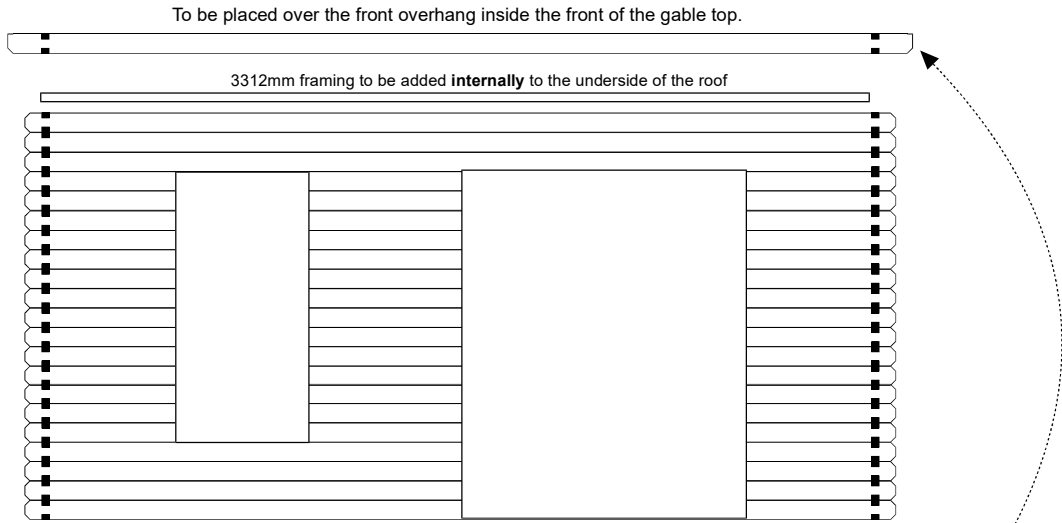 To be placed over the front overhang inside the front of the gable top.
3312mm framing to be added internally to the underside of the roof